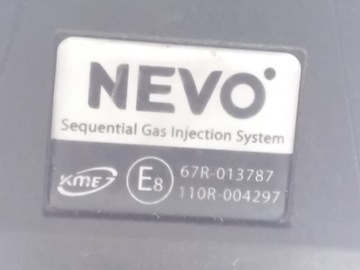 NEVO
Sequential Gas Injection System
KME E8 67R-013787
110R-004297